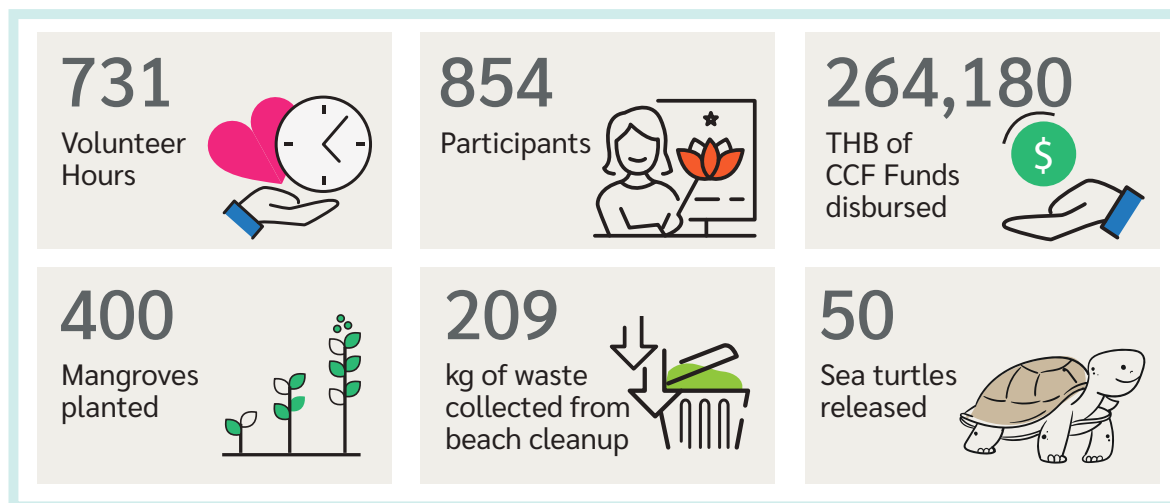 731
Volunteer
Hours
854
Participants
264,180
THB of
CCF Funds
disbursed
$
400
Mangroves
planted
209
kg of waste
collected from
beach cleanup
50
Sea turtles
released